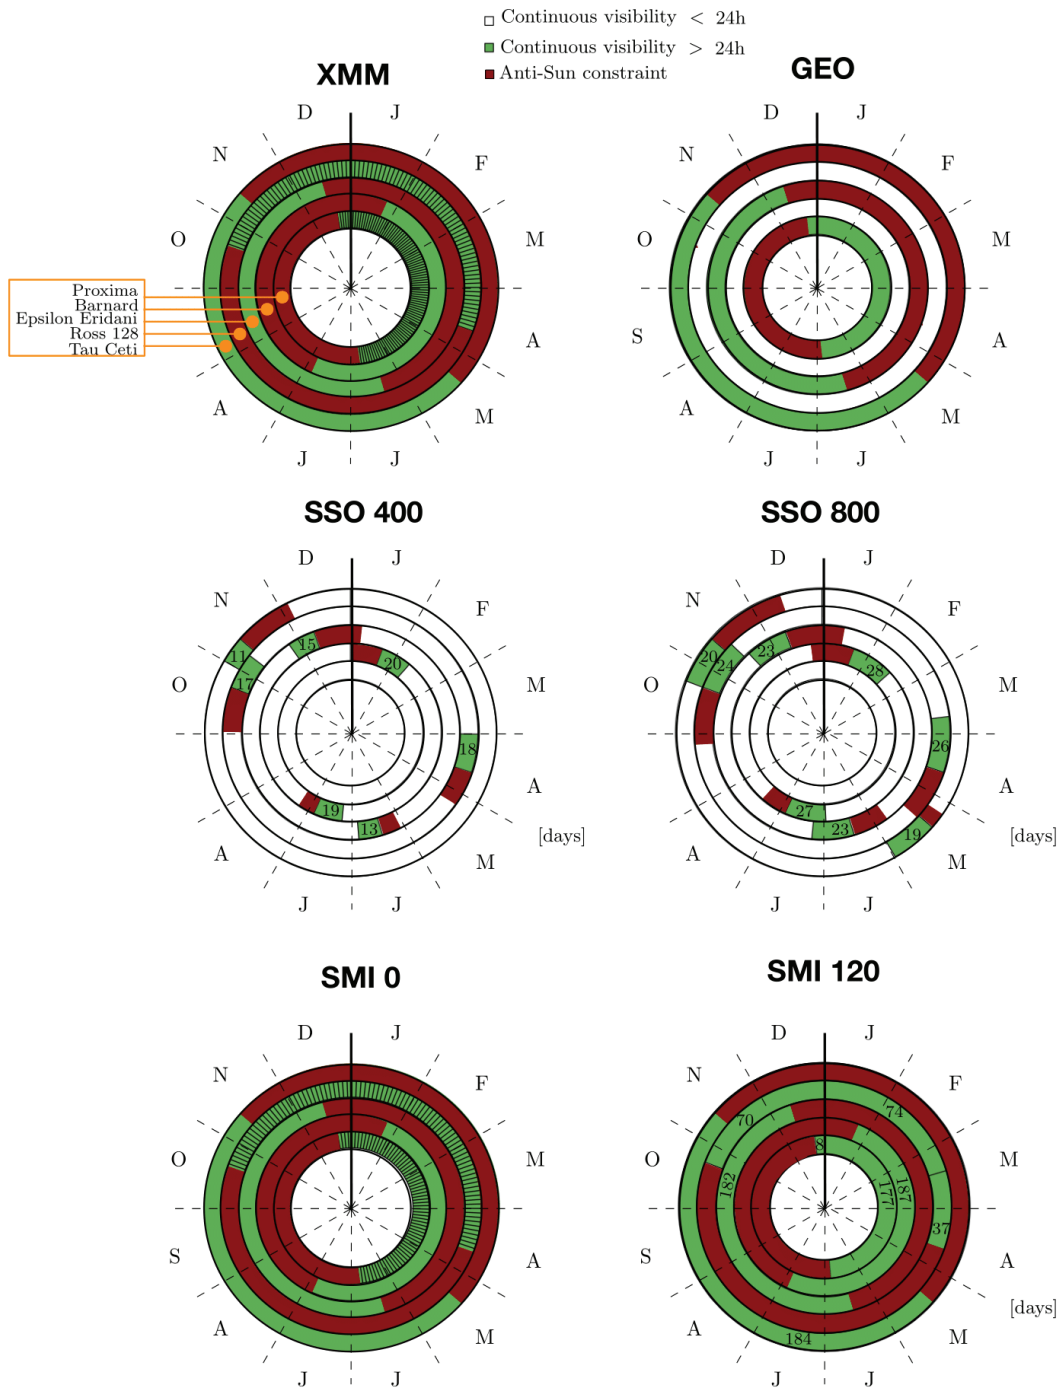 Continuous visibility < 24h
Continuous visibility > 24h
Anti-Sun constraint
XMM
GEO
D J
N F
O M
A
A M
J J
Proxima
Barnard
Epsilon Eridani
Ross 128
Tau Ceti
D J
N F
O M
S A
A M
J J
SSO 400
SSO 800
D J
N F
O M
A
A M
J J
11
17
15
20
18
19
13
[days]
D J
N F
O M
A
A M
J J
20
24
23
28
26
27
23
19
[days]
SMI 0
SMI 120
D J
N F
O M
S A
A M
J J
D J
N F
O M
S A
A M
J J
70
74
8
182
177
187
37
184
[days]